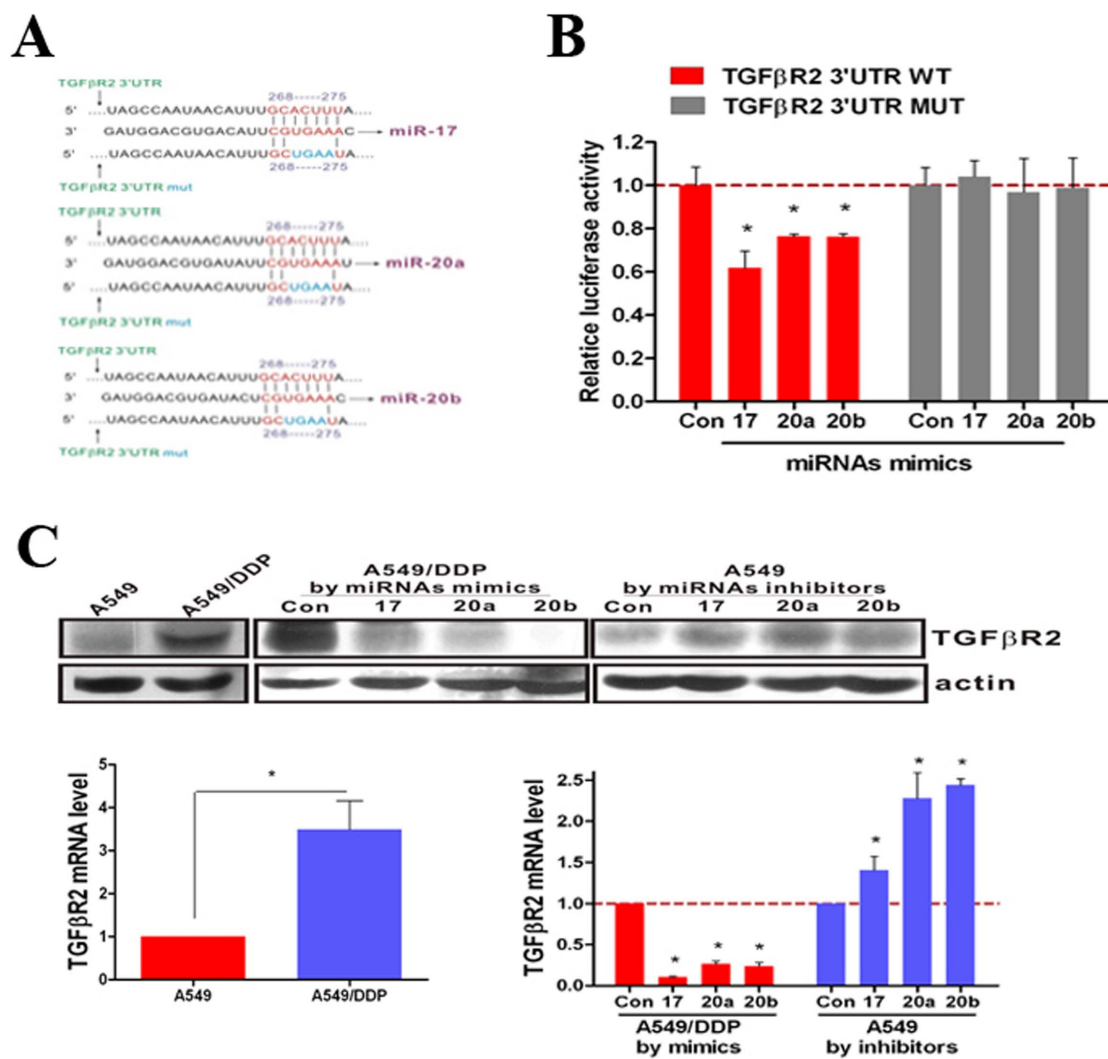 A
TGFβR2 3'UTR
268-----275
5' ....UAGCCAAUAACAUUUGCACUUUA....
3' GAUGGACGUGACAUUCGUGAAAC miR-17
....UAGCCAAUAACAUUUGCUGAAUA....
268-----275
TGFβR2 3'UTR mut
TGFβR2 3'UTR
268-----275
5' ....UAGCCAAUAACAUUUGCACUUUA....
3' GAUGGACGUGAUAUUCGUGAAAU miR-20a
....UAGCCAAUAACAUUUGCUGAAUA....
268-----275
TGFβR2 3'UTR mut
TGFβR2 3'UTR
268-----275
5' ....UAGCCAAUAACAUUUGCACUUUA....
3' GAUGGACGUGAUACUCGUGAAAC miR-20b
....UAGCCAAUAACAUUUGCUGAAUA....
268-----275
TGFβR2 3'UTR mut
B
TGFβR2 3'UTR WT
TGFβR2 3'UTR MUT
Relatice luciferase activity
1.2
1.0
0.8
0.6
0.4
0.2
0.0
* * *
Con 17 20a 20b Con 17 20a 20b
miRNAs mimics
C
A549 A549/DDP
A549/DDP
by miRNAs mimics
Con 17 20a 20b
A549
by miRNAs inhibitors
Con 17 20a 20b
TGFβR2
actin
TGFβR2 mRNA level
5
4
3
2
1
0
*
A549 A549/DDP
TGFβR2 mRNA level
2.5
2.0
1.5
1.0
0.5
0.0
* * * * * *
Con 17 20a 20b Con 17 20a 20b
A549/DDP
by mimics
A549
by inhibitors